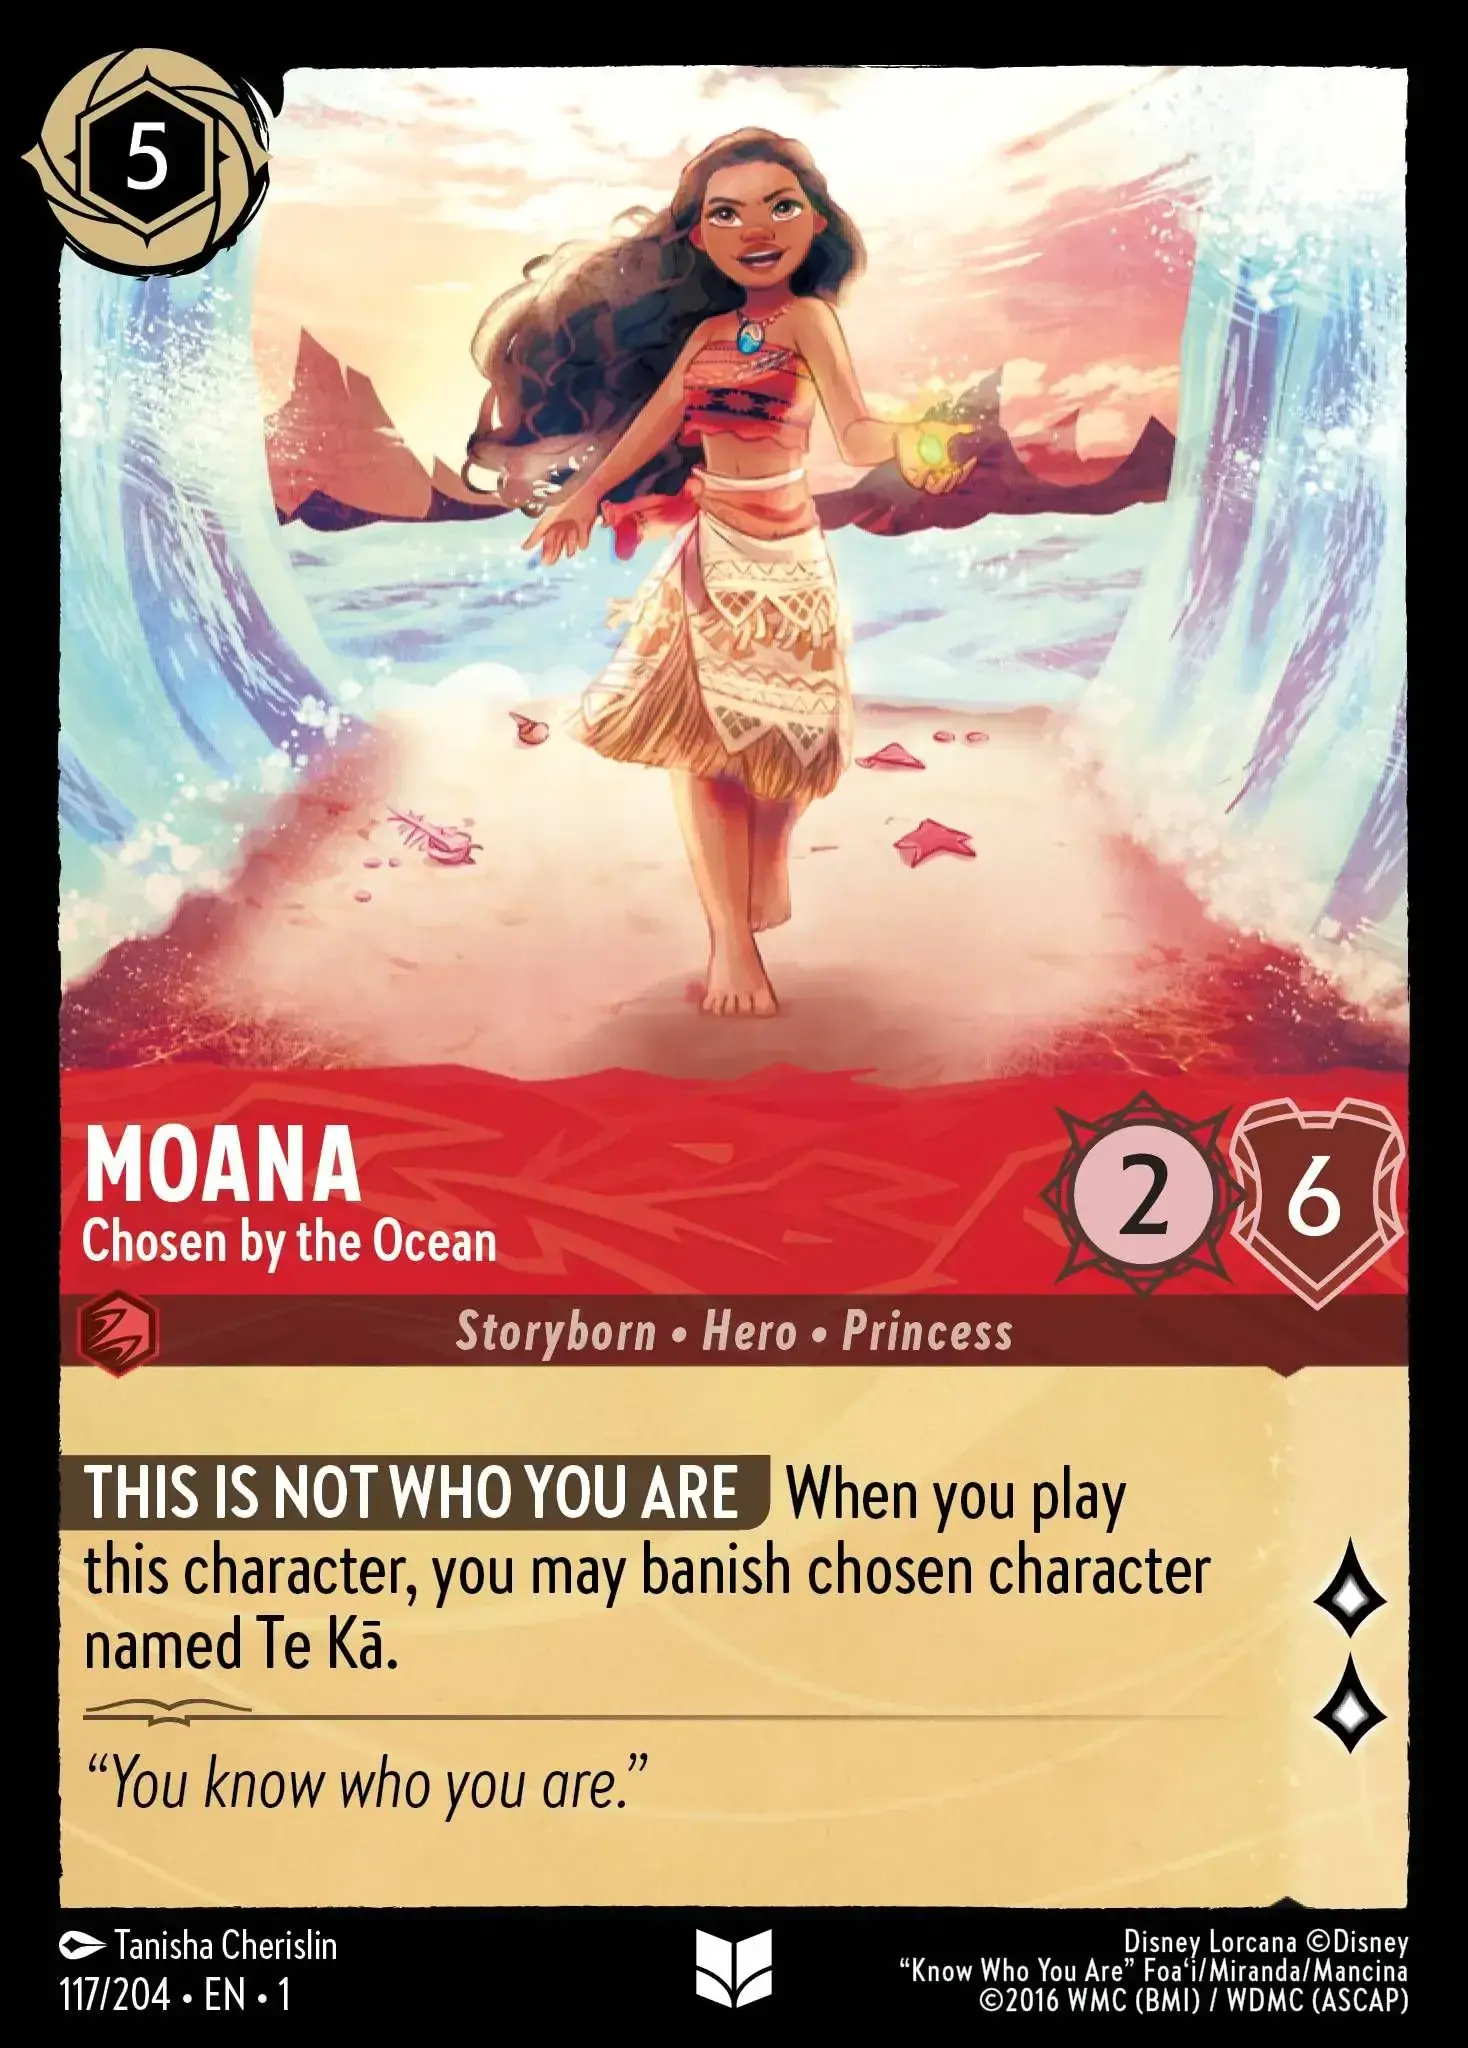 5
MOANA
Chosen by the Ocean
2
6
Storyborn • Hero • Princess
THIS IS NOT WHO YOU ARE When you play
this character, you may banish chosen character
named Te Kā.
“You know who you are.”
Tanisha Cherislin
117/204 • EN • 1
Disney Lorcana ©Disney
“Know Who You Are” Foaʻi/Miranda/Mancina
©2016 WMC (BMI) / WDMC (ASCAP)